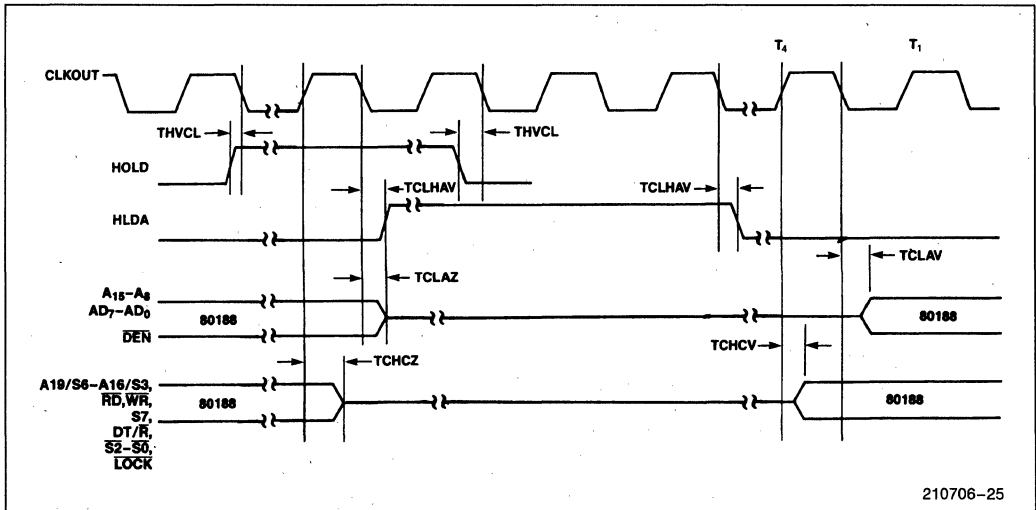 T₄ T₁
CLKOUT
THVCL THVCL
HOLD
TCLHAV TCLHAV
HLDA
TCLAV
TCLAZ
A₁₅–A₈
AD₇–AD₀
80188 80188
DEN
TCHCV
TCHCZ
A19/S6–A16/S3,
RD,WR,
80188 80188
S7,
DT/R,
S2–S0,
LOCK
210706–25